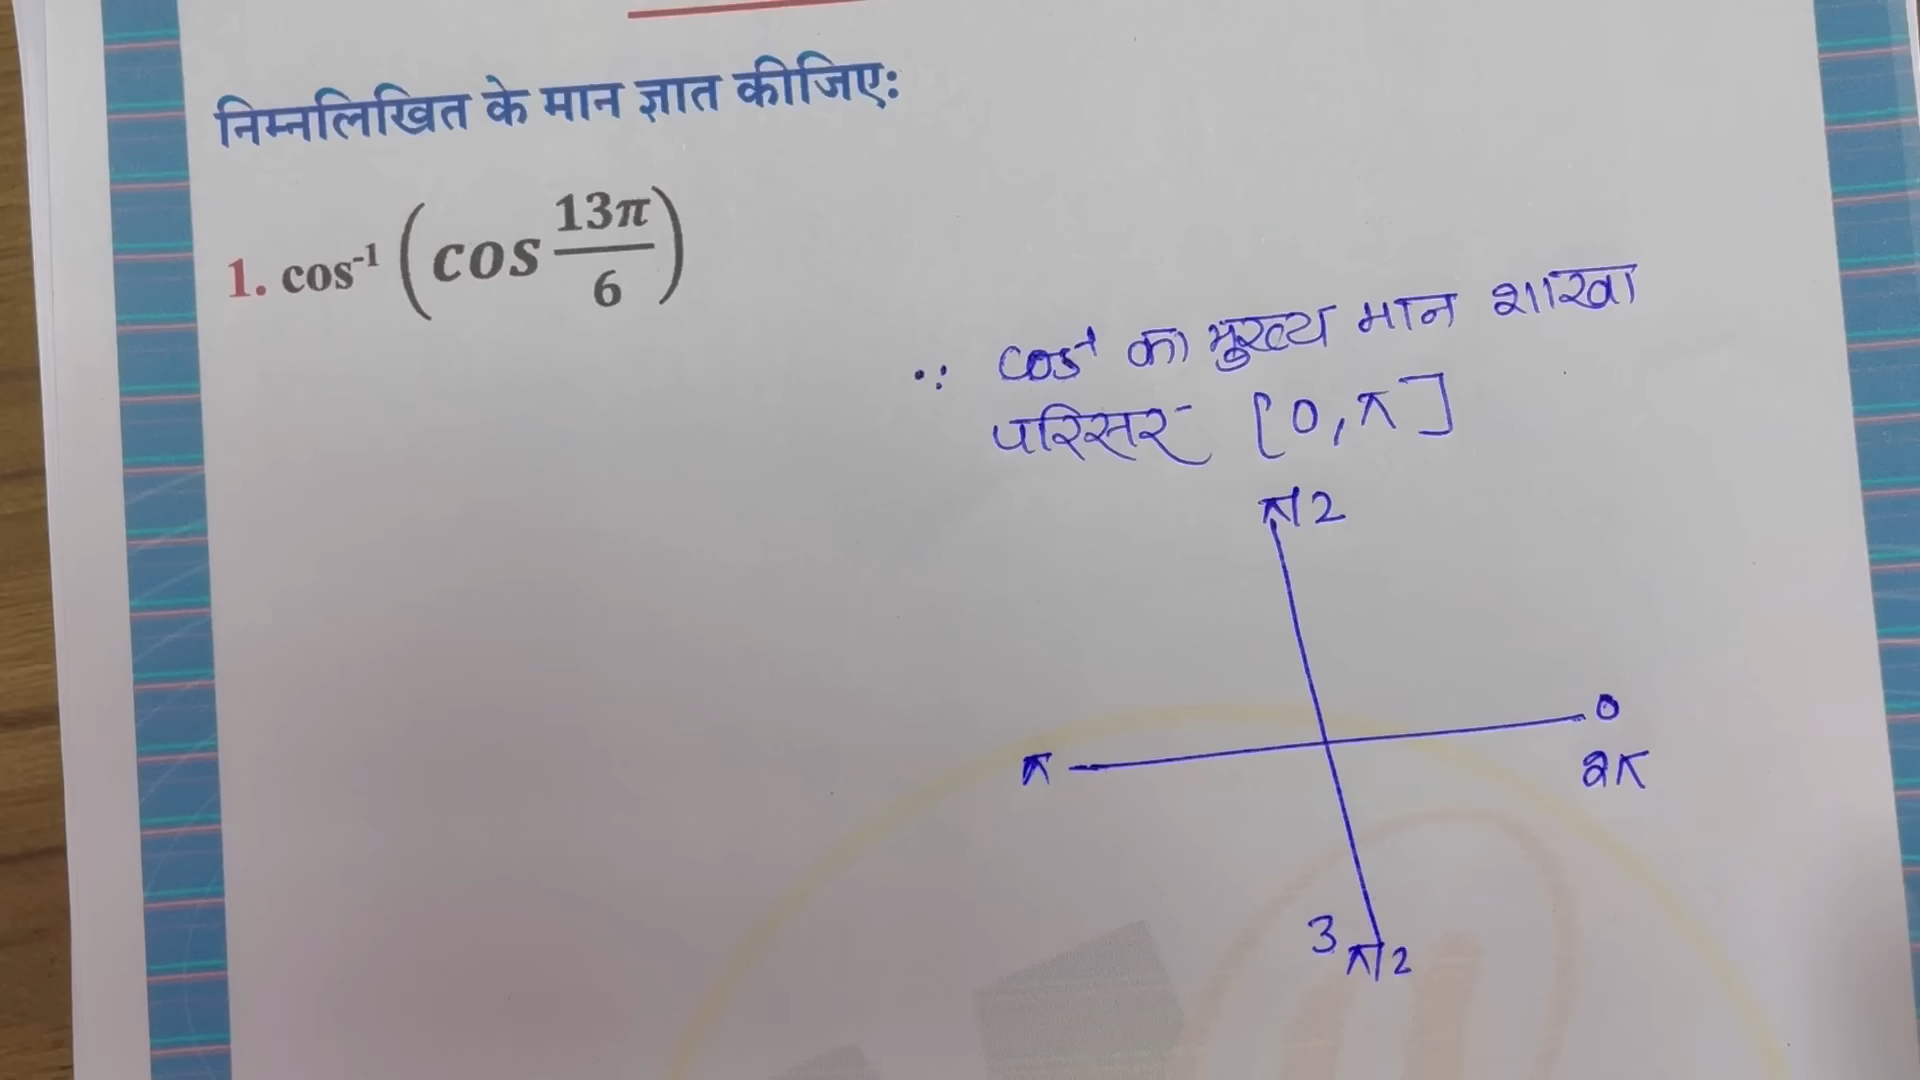 निम्नलिखित के मान ज्ञात कीजिए:
1. cos⁻¹ (cos 13π/6)
∵ cos⁻¹ का मुख्य मान शाखा
परिसर [0, π]
π/2
0
π
2π
3π/2